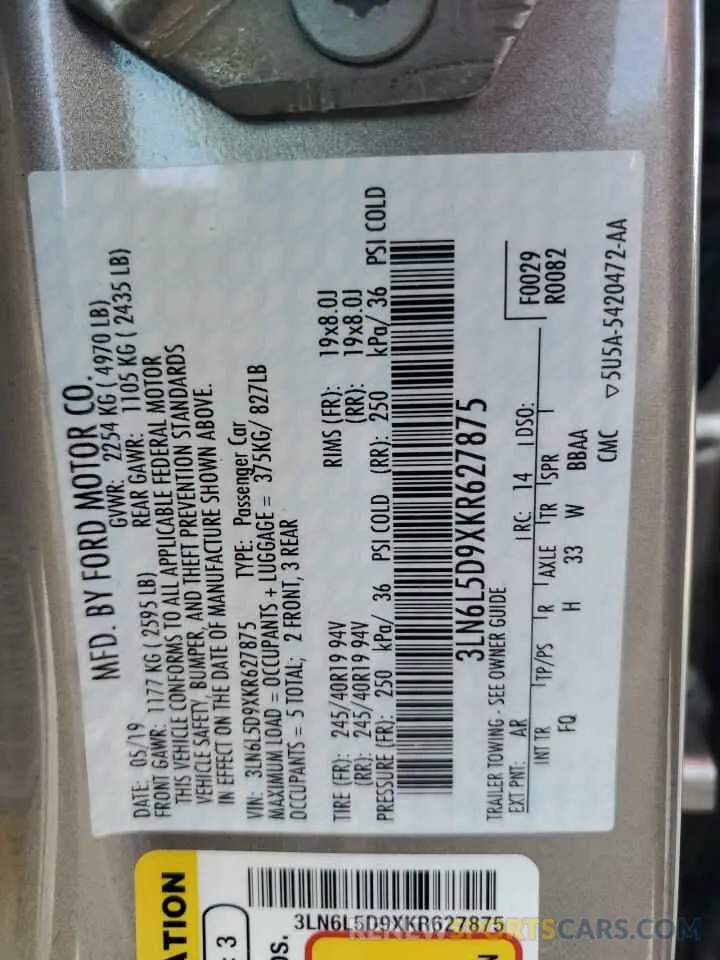 MFD. BY FORD MOTOR CO.
DATE: 05/19 GVWR: 2254 KG ( 4970 LB)
FRONT GAWR: 1177 KG ( 2595 LB) REAR GAWR: 1105 KG ( 2435 LB)
THIS VEHICLE CONFORMS TO ALL APPLICABLE FEDERAL MOTOR
VEHICLE SAFETY, BUMPER, AND THEFT PREVENTION STANDARDS
IN EFFECT ON THE DATE OF MANUFACTURE SHOWN ABOVE.
VIN: 3LN6L5D9XKR627875 TYPE: Passenger Car
MAXIMUM LOAD = OCCUPANTS + LUGGAGE = 375KG/ 827LB
OCCUPANTS = 5 TOTAL; 2 FRONT, 3 REAR
TIRE (FR): 245/40R19 94V RIMS (FR): 19x8.0J
(RR): 245/40R19 94V (RR): 19x8.0J
PRESSURE (FR): 250 kPa/ 36 PSI COLD (RR): 250 kPa/ 36 PSI COLD
3LN6L5D9XKR627875
TRAILER TOWING - SEE OWNER GUIDE F0029
EXT PNT: AR RC: 14 DSO: R0082
INT TR TP/PS R AXLE TR SPR
FQ H 33 W BBAA
CMC ▽5U5A-5420472-AA
ATION
: 3
OS.
3LN6L5D9XKR627875
NEWSPORTSCARS.COM